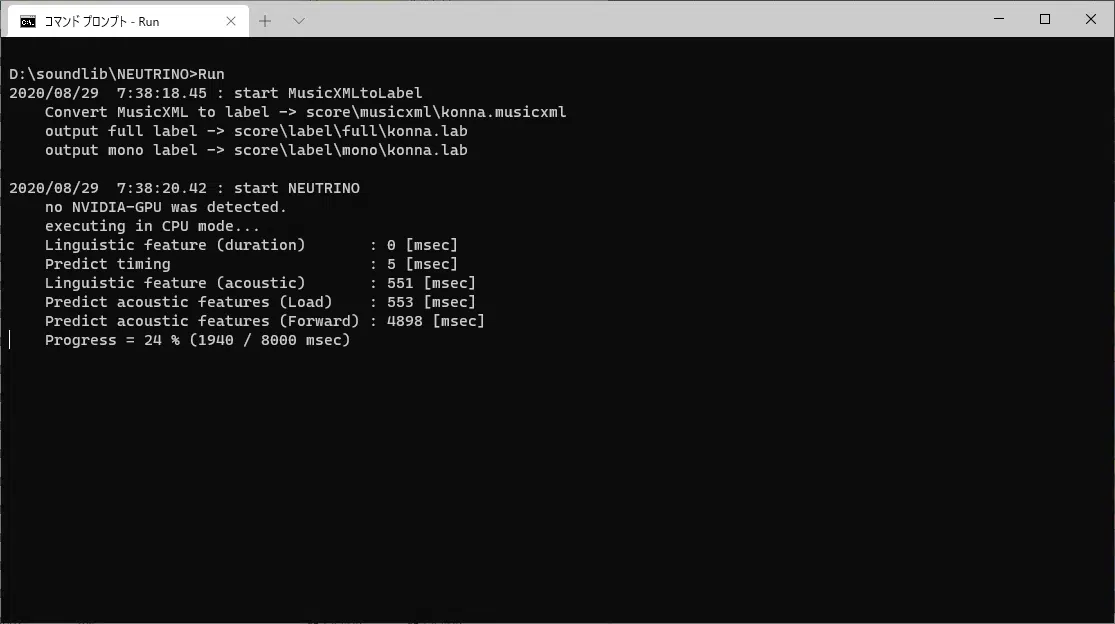 コマンド プロンプト - Run
D:\soundlib\NEUTRINO>Run
2020/08/29  7:38:18.45 : start MusicXMLtoLabel
    Convert MusicXML to label -> score\musicxml\konna.musicxml
    output full label -> score\label\full\konna.lab
    output mono label -> score\label\mono\konna.lab
2020/08/29  7:38:20.42 : start NEUTRINO
    no NVIDIA-GPU was detected.
    executing in CPU mode...
    Linguistic feature (duration)       : 0 [msec]
    Predict timing                      : 5 [msec]
    Linguistic feature (acoustic)       : 551 [msec]
    Predict acoustic features (Load)    : 553 [msec]
    Predict acoustic features (Forward) : 4898 [msec]
    Progress = 24 % (1940 / 8000 msec)